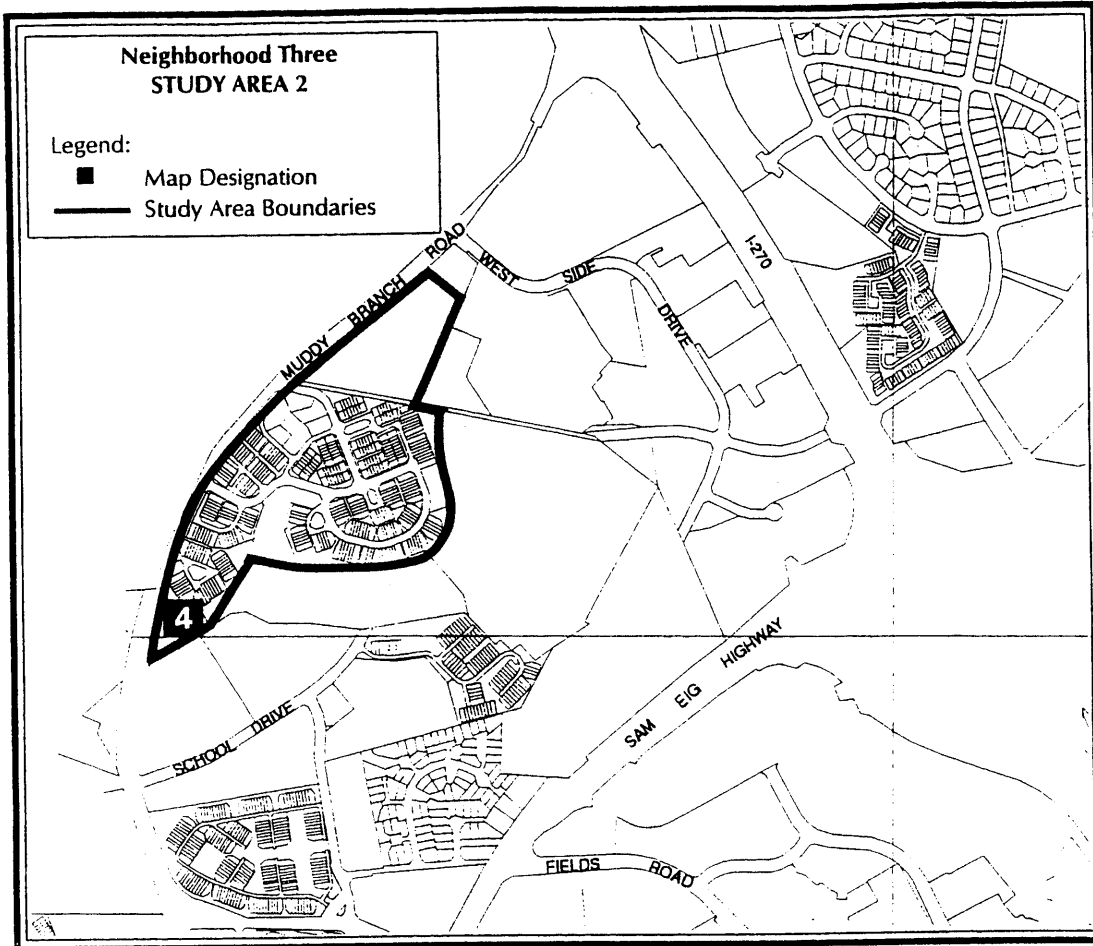 Neighborhood Three
STUDY AREA 2
Legend:
Map Designation
Study Area Boundaries
MUDDY BRANCH ROAD
WEST SIDE DRIVE
I-270
4
SAM EIG HIGHWAY
SCHOOL DRIVE
FIELDS ROAD